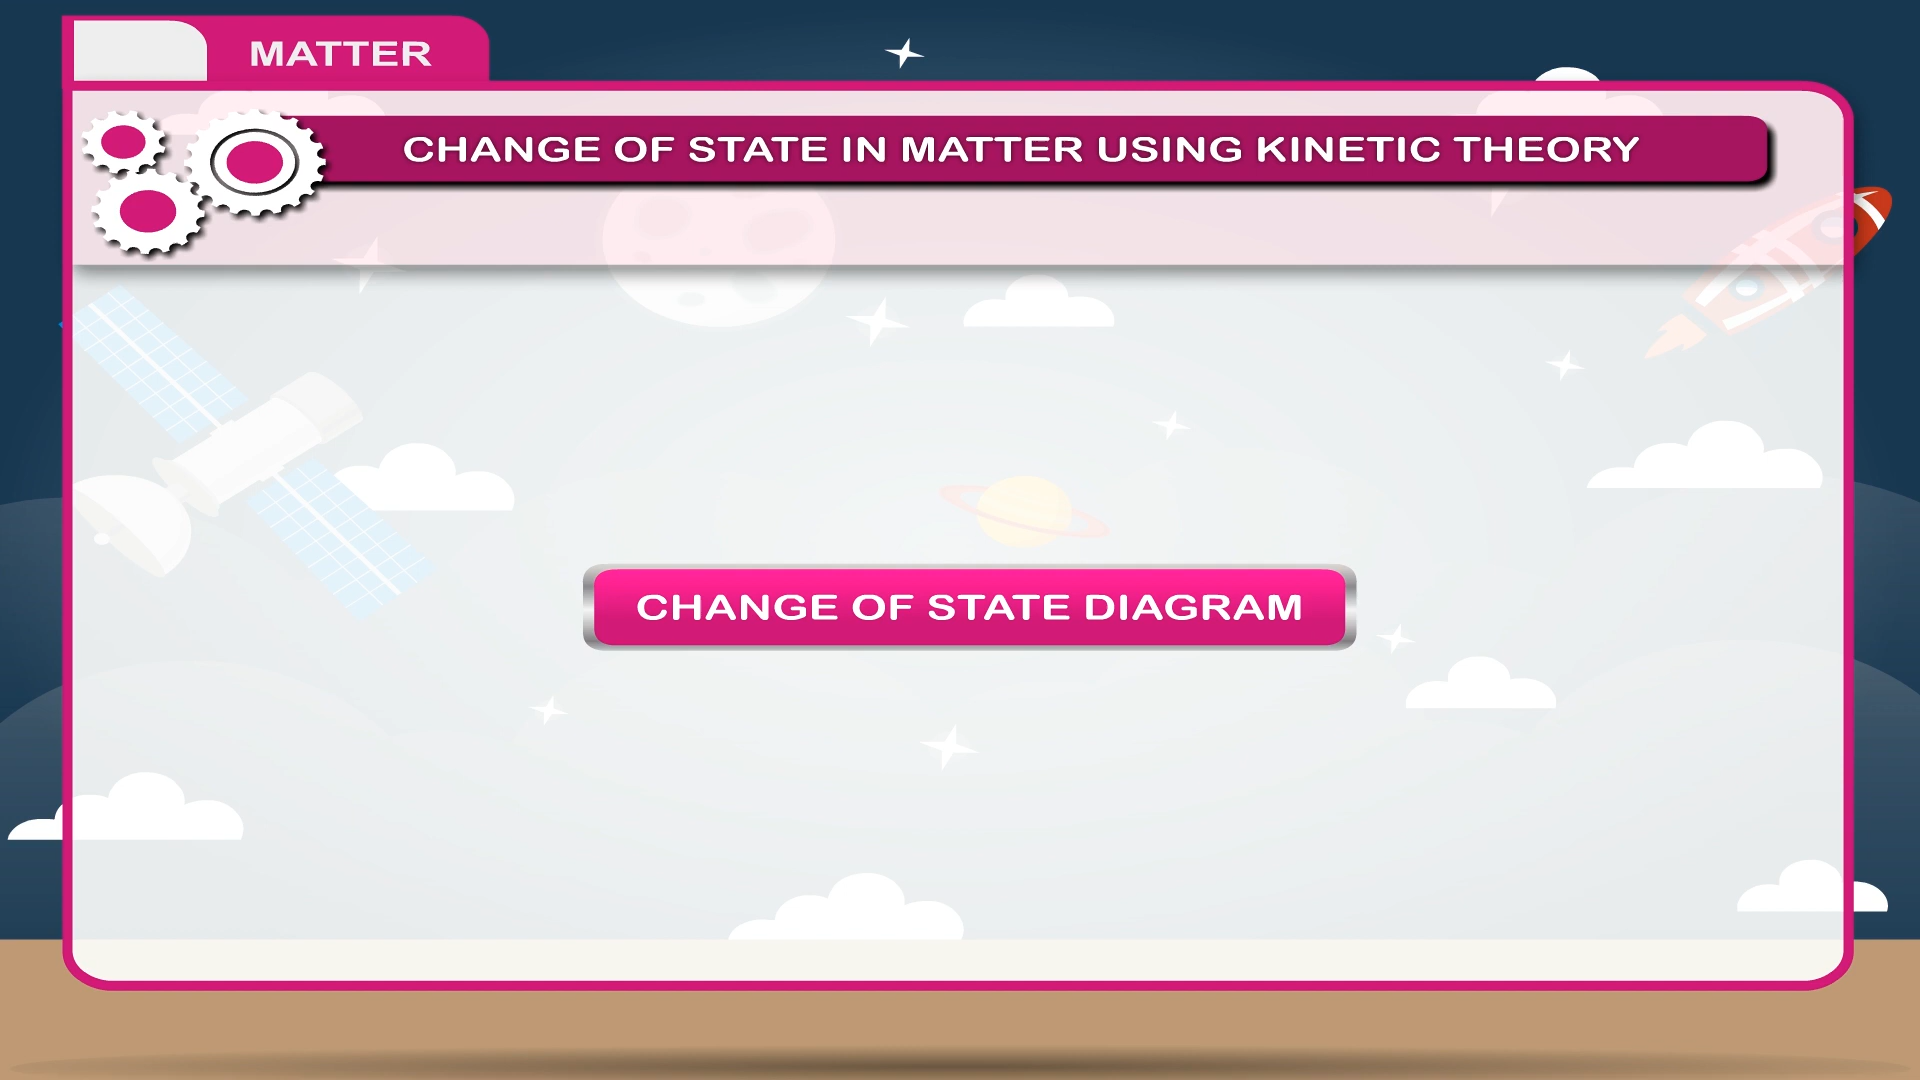 MATTER
CHANGE OF STATE IN MATTER USING KINETIC THEORY
CHANGE OF STATE DIAGRAM